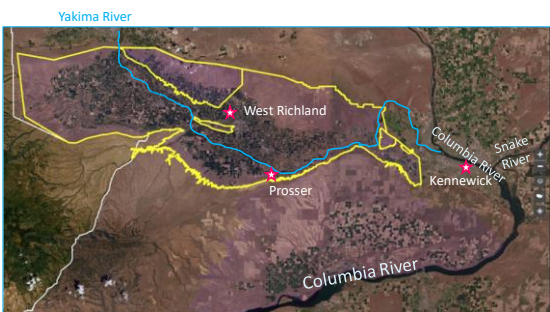 Yakima River
West Richland
Columbia River
Snake
River
Kennewick
Prosser
Columbia River